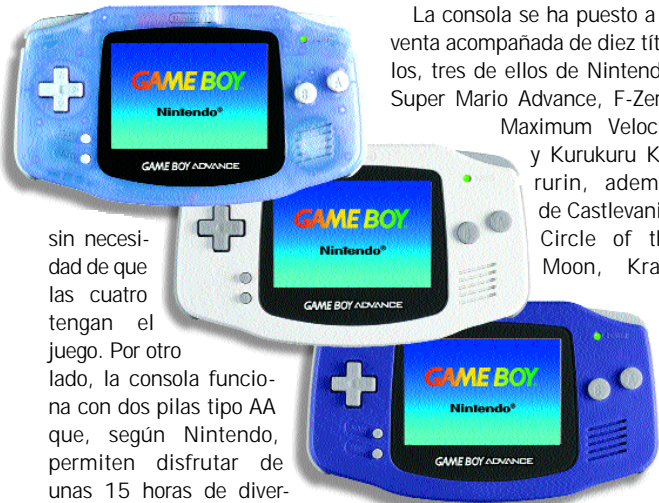 sin necesi-
dad de que
las cuatro
tengan el
juego. Por otro
lado, la consola funcio-
na con dos pilas tipo AA
que, según Nintendo,
permiten disfrutar de
unas 15 horas de diver-
La consola se ha puesto a
venta acompañada de diez tít
los, tres de ellos de Nintend
Super Mario Advance, F-Zer
Maximum Veloc
y Kurukuru K
rurin, adem
de Castlevani
Circle of th
Moon, Kra
Nintendo
GAME BOY
Nintendo®
B A
GAME BOY ADVANCE
GAME BOY
Nintendo®
GAME BOY ADVANCE
GAME BOY
Nintendo®
GAME BOY ADVANCE